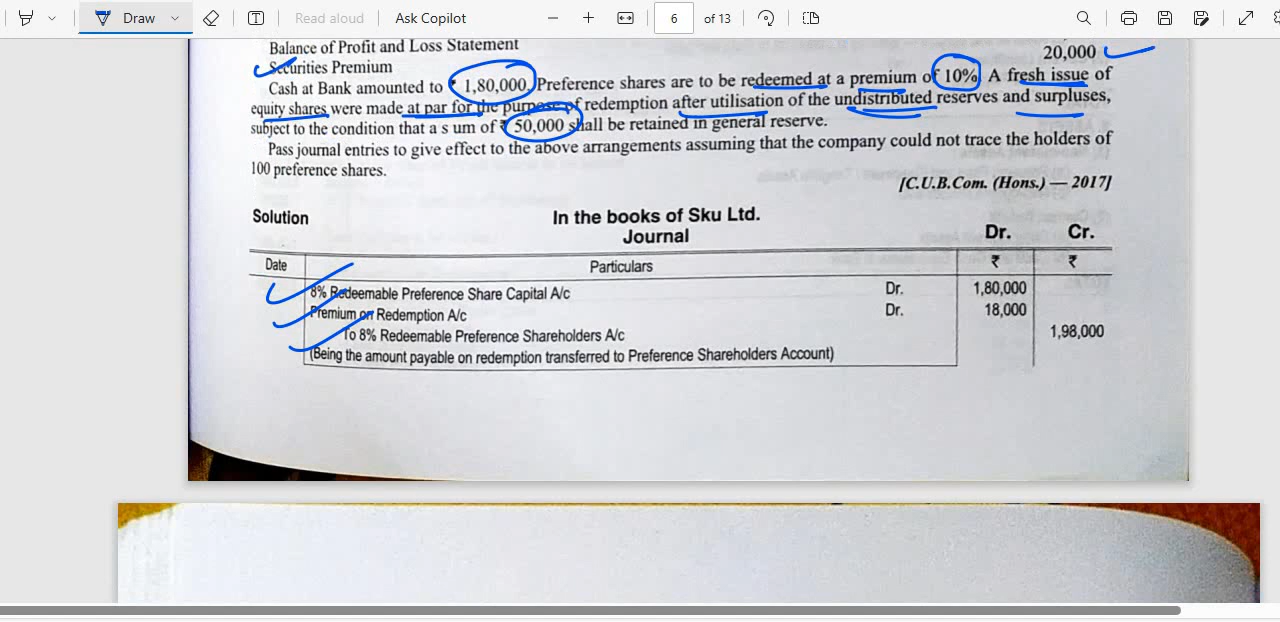 Draw
Read aloud
Ask Copilot
6 of 13
Balance of Profit and Loss Statement
Securities Premium 20,000
Cash at Bank amounted to ₹ 1,80,000. Preference shares are to be redeemed at a premium of 10%. A fresh issue of
equity shares were made at par for the purpose of redemption after utilisation of the undistributed reserves and surpluses,
subject to the condition that a s um of ₹ 50,000 shall be retained in general reserve.
Pass journal entries to give effect to the above arrangements assuming that the company could not trace the holders of
100 preference shares.
[C.U.B.Com. (Hons.) — 2017]
Solution In the books of Sku Ltd.
Journal Dr. Cr.
Date Particulars ₹ ₹
8% Redeemable Preference Share Capital A/c Dr. 1,80,000
Premium on Redemption A/c Dr. 18,000
To 8% Redeemable Preference Shareholders A/c 1,98,000
(Being the amount payable on redemption transferred to Preference Shareholders Account)